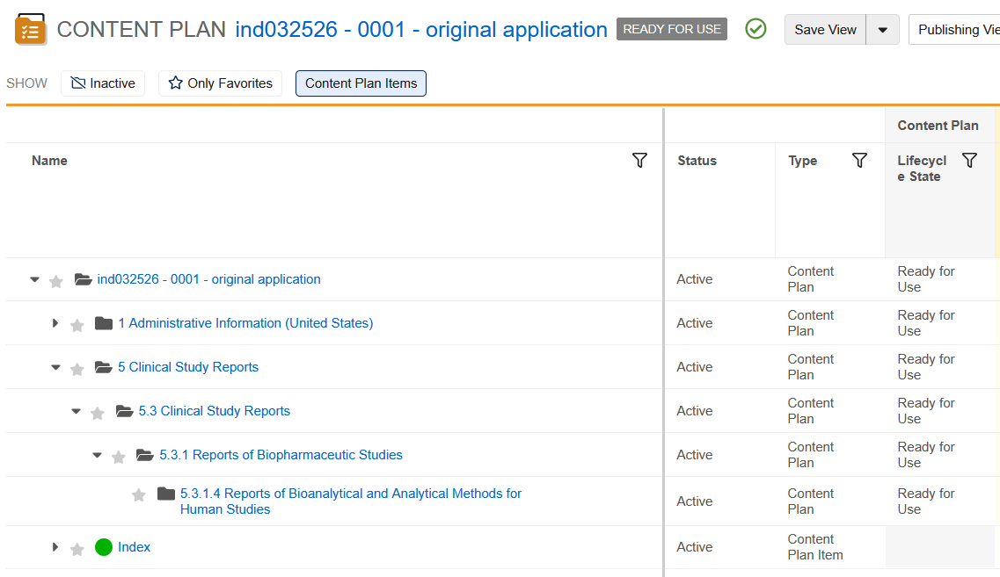 CONTENT PLAN ind032526 - 0001 - original application READY FOR USE Save View Publishing Vie
SHOW Inactive Only Favorites Content Plan Items
Content Plan
Name Status Type Lifecycl
e State
ind032526 - 0001 - original application Active Content
Plan Ready for
Use
1 Administrative Information (United States) Active Content
Plan Ready for
Use
5 Clinical Study Reports Active Content
Plan Ready for
Use
5.3 Clinical Study Reports Active Content
Plan Ready for
Use
5.3.1 Reports of Biopharmaceutic Studies Active Content
Plan Ready for
Use
5.3.1.4 Reports of Bioanalytical and Analytical Methods for
Human Studies Active Content
Plan Ready for
Use
Index Active Content
Plan Item